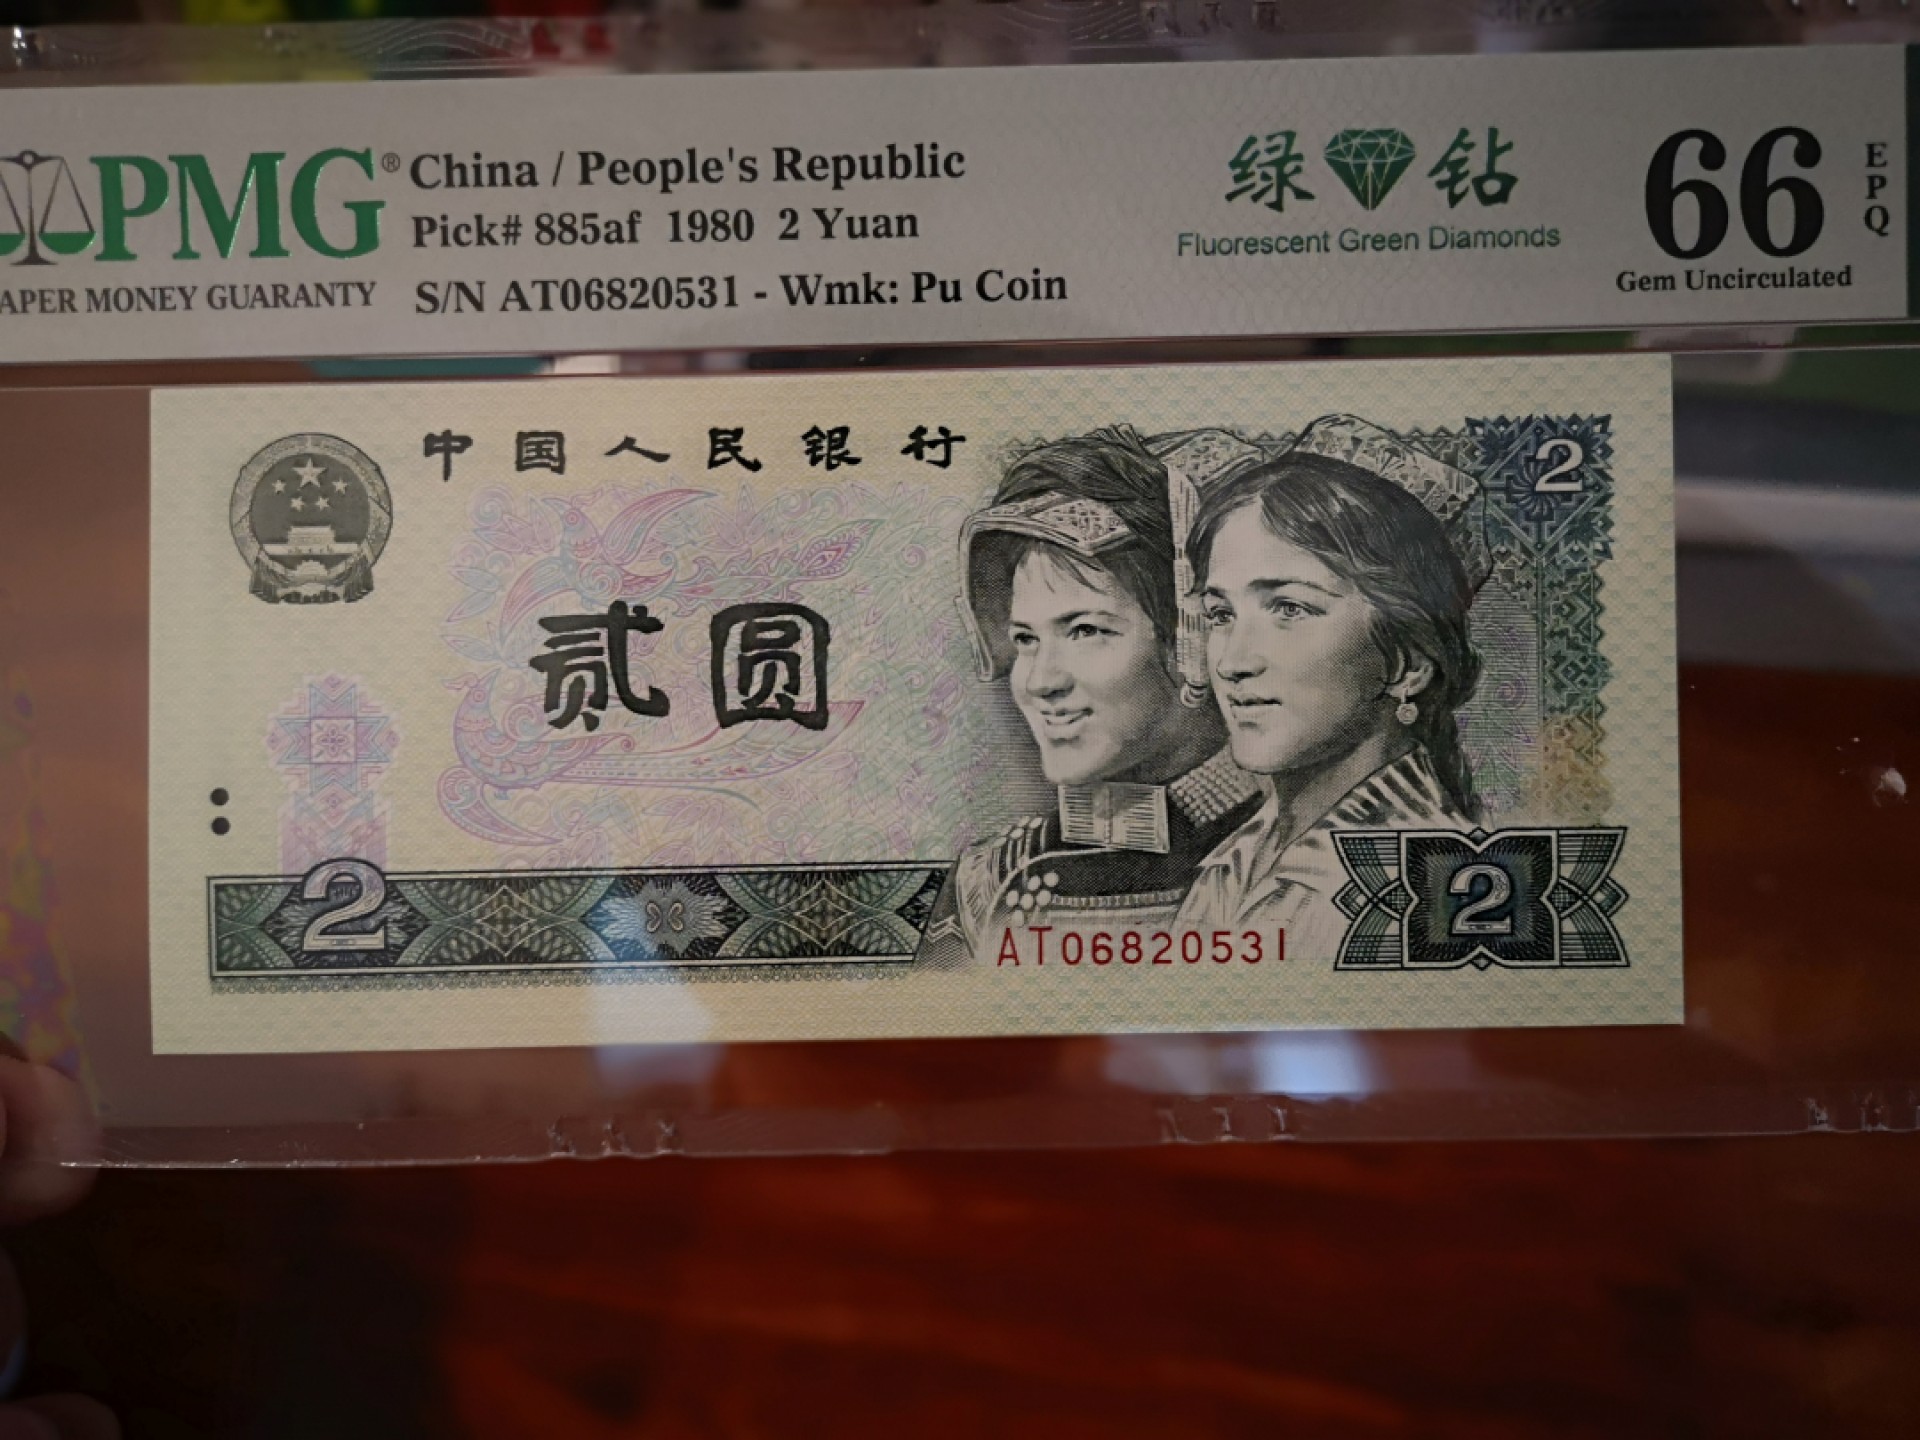 PMG® China / People's Republic
Pick# 885af 1980 2 Yuan
APER MONEY GUARANTY S/N AT06820531 - Wmk: Pu Coin
绿 钻
Fluorescent Green Diamonds
66 EPQ
Gem Uncirculated
中国人民银行
2
贰圆
2
AT06820531
2